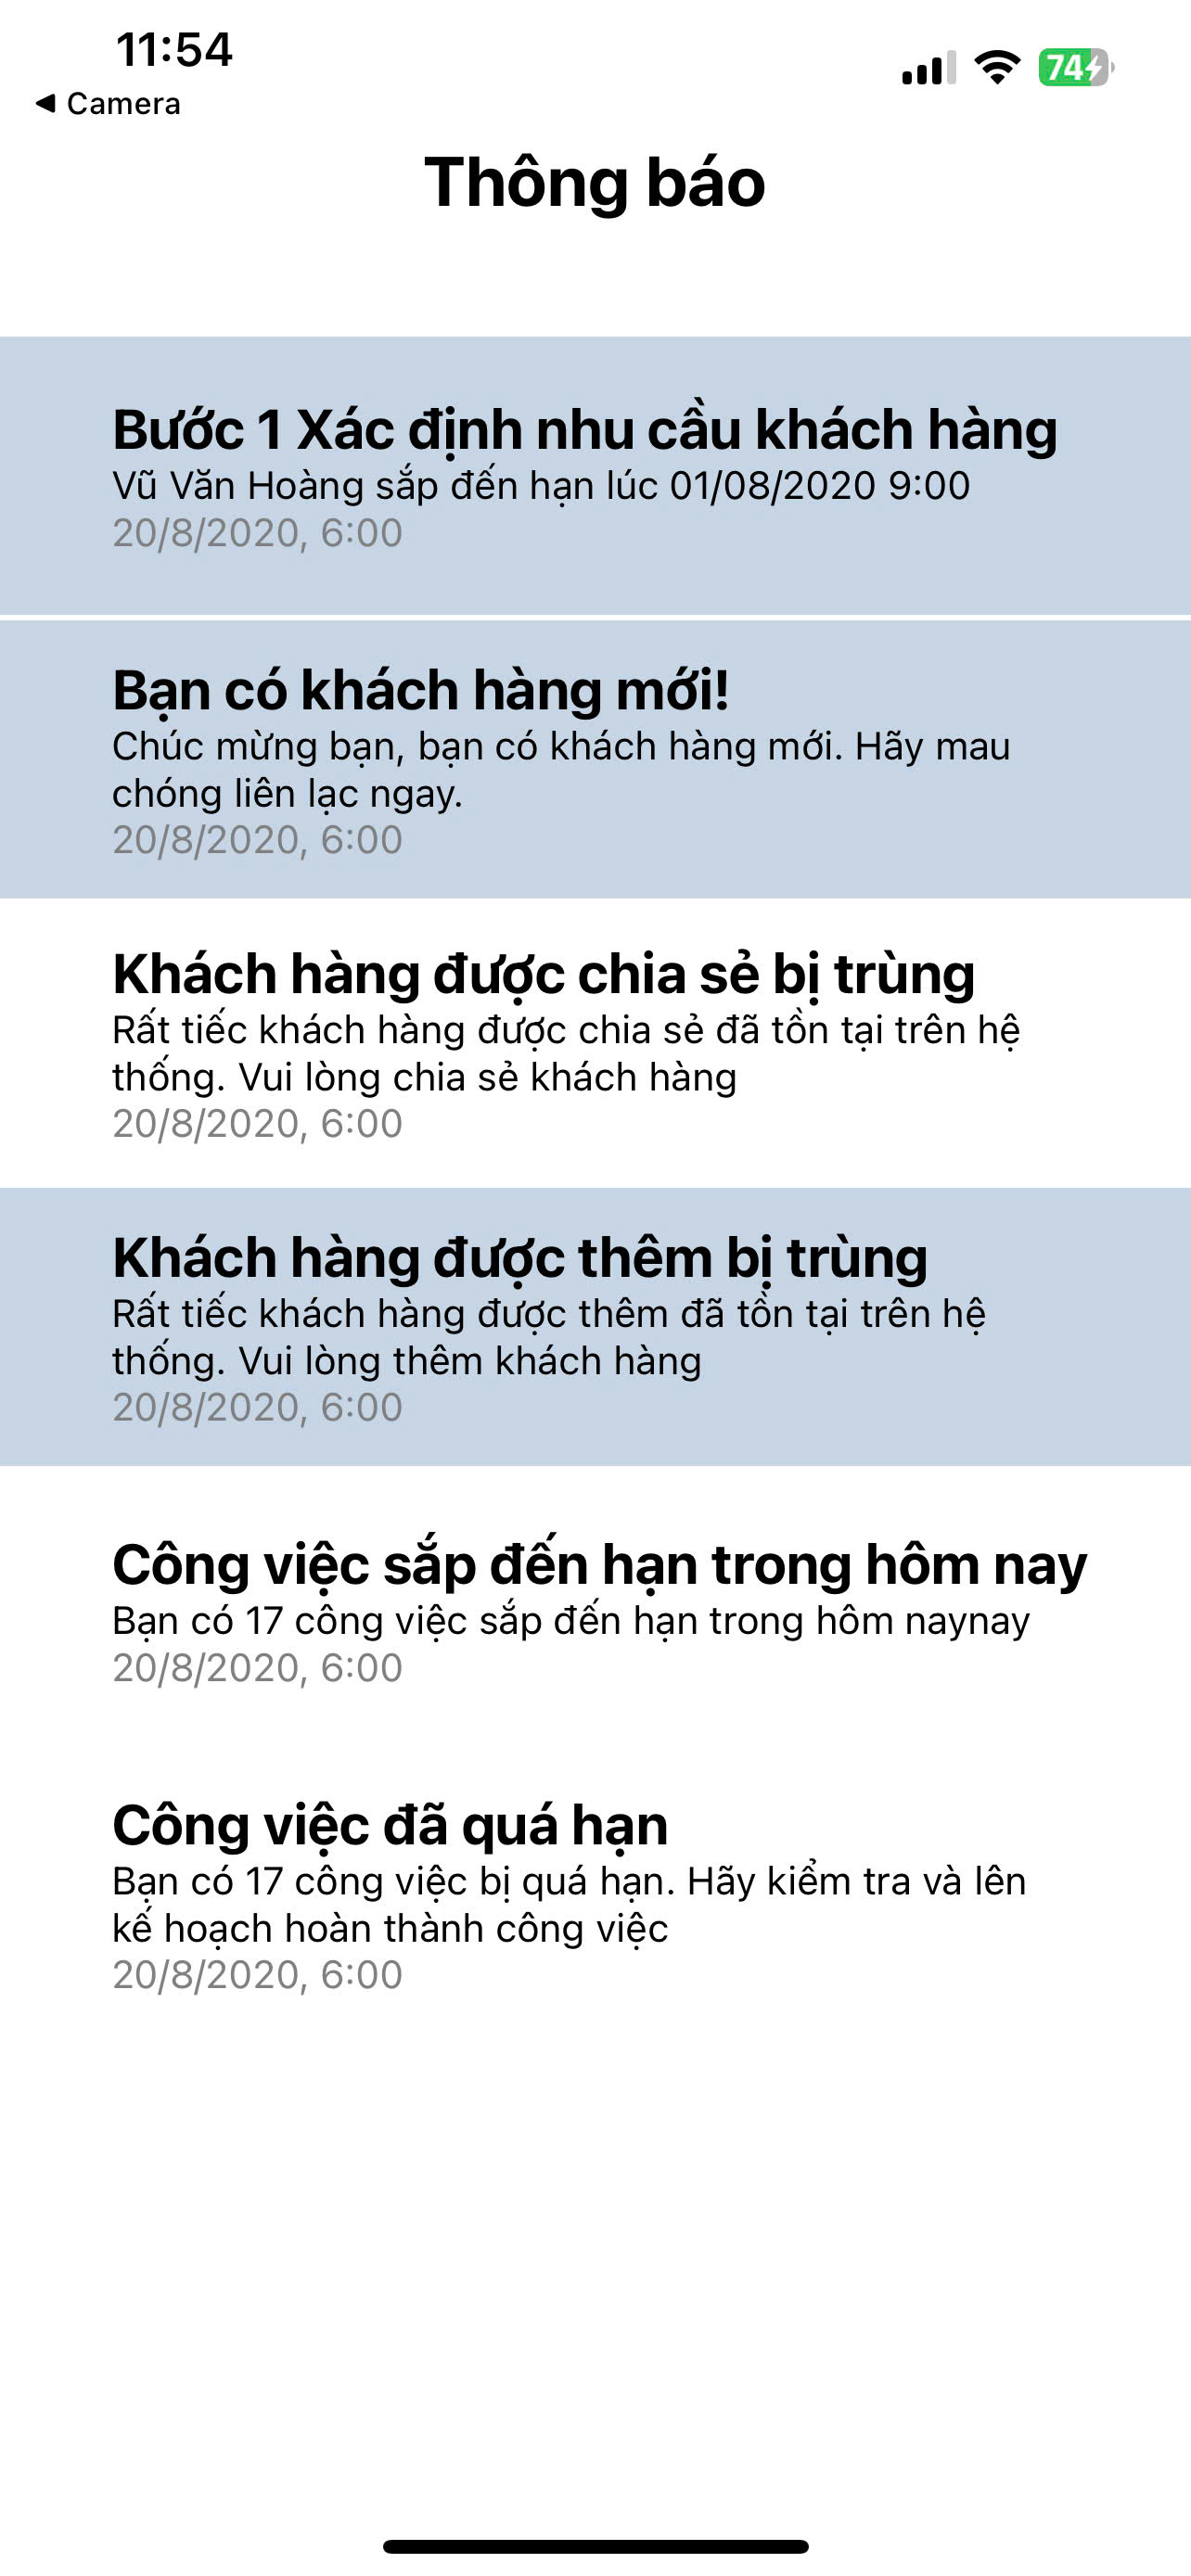 11:54
74
◀ Camera
Thông báo
Bước 1 Xác định nhu cầu khách hàng
Vũ Văn Hoàng sắp đến hạn lúc 01/08/2020 9:00
20/8/2020, 6:00
Bạn có khách hàng mới!
Chúc mừng bạn, bạn có khách hàng mới. Hãy mau
chóng liên lạc ngay.
20/8/2020, 6:00
Khách hàng được chia sẻ bị trùng
Rất tiếc khách hàng được chia sẻ đã tồn tại trên hệ
thống. Vui lòng chia sẻ khách hàng
20/8/2020, 6:00
Khách hàng được thêm bị trùng
Rất tiếc khách hàng được thêm đã tồn tại trên hệ
thống. Vui lòng thêm khách hàng
20/8/2020, 6:00
Công việc sắp đến hạn trong hôm nay
Bạn có 17 công việc sắp đến hạn trong hôm naynay
20/8/2020, 6:00
Công việc đã quá hạn
Bạn có 17 công việc bị quá hạn. Hãy kiểm tra và lên
kế hoạch hoàn thành công việc
20/8/2020, 6:00